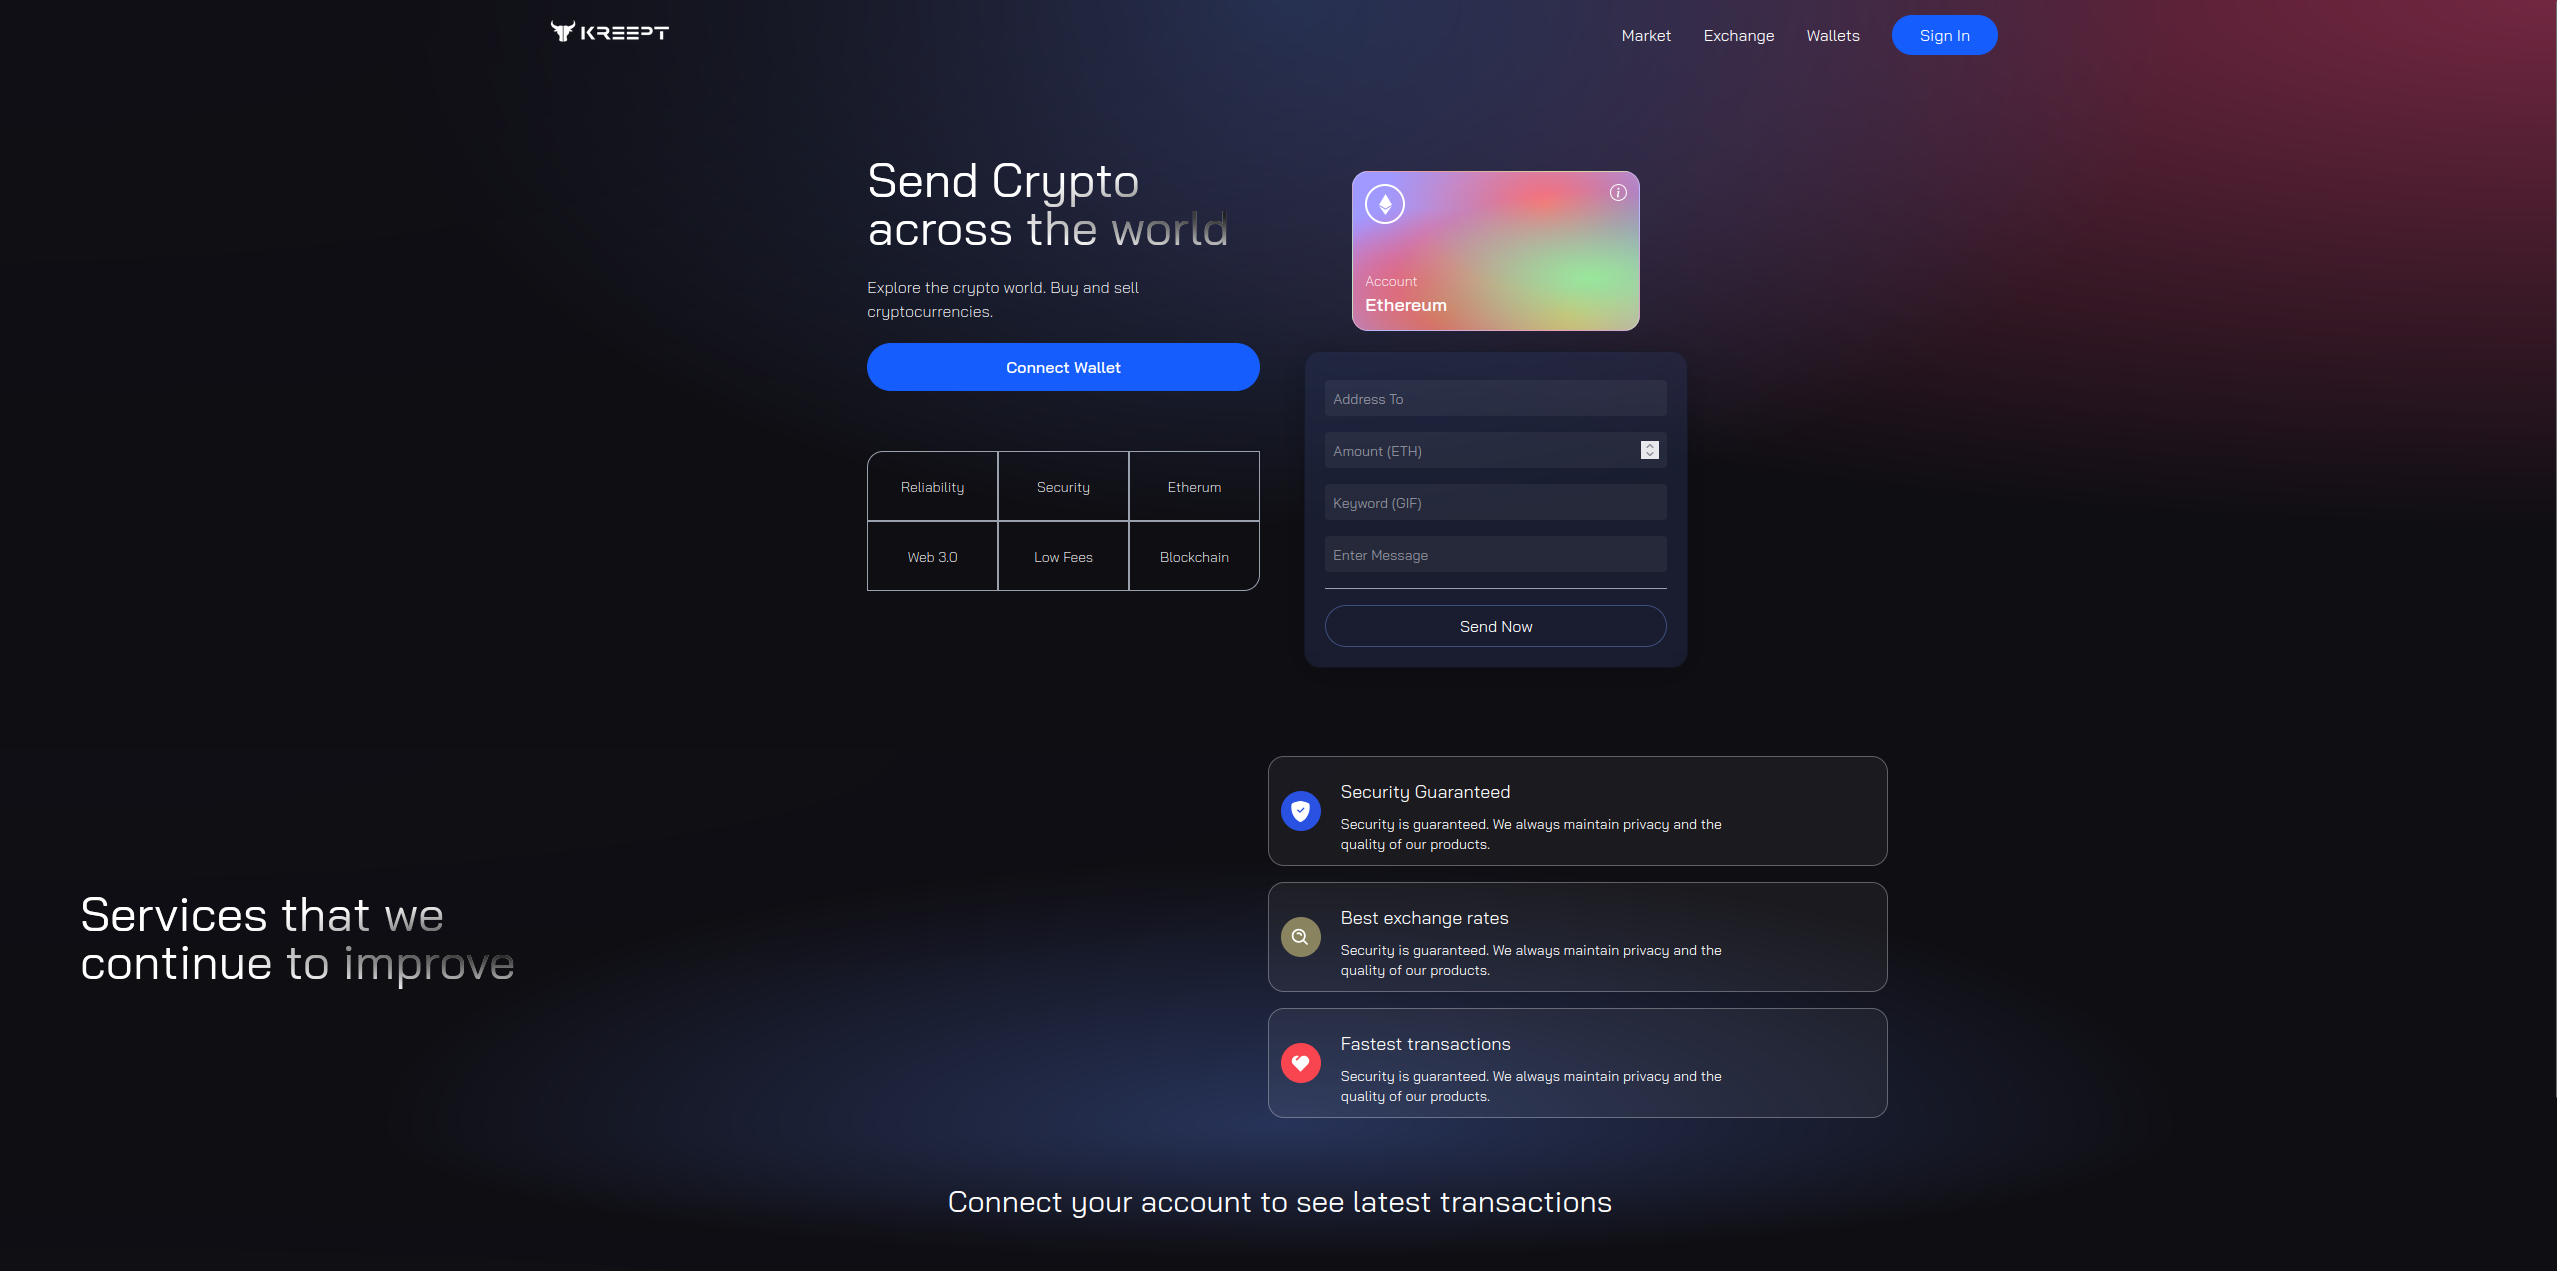 KREEPT
Market
Exchange
Wallets
Sign In
Send Crypto
across the world
Explore the crypto world. Buy and sell
cryptocurrencies.
Connect Wallet
Reliability
Security
Etherum
Web 3.0
Low Fees
Blockchain
Account
Ethereum
Address To
Amount (ETH)
Keyword (GIF)
Enter Message
Send Now
Services that we
continue to improve
Security Guaranteed
Security is guaranteed. We always maintain privacy and the
quality of our products.
Best exchange rates
Security is guaranteed. We always maintain privacy and the
quality of our products.
Fastest transactions
Security is guaranteed. We always maintain privacy and the
quality of our products.
Connect your account to see latest transactions